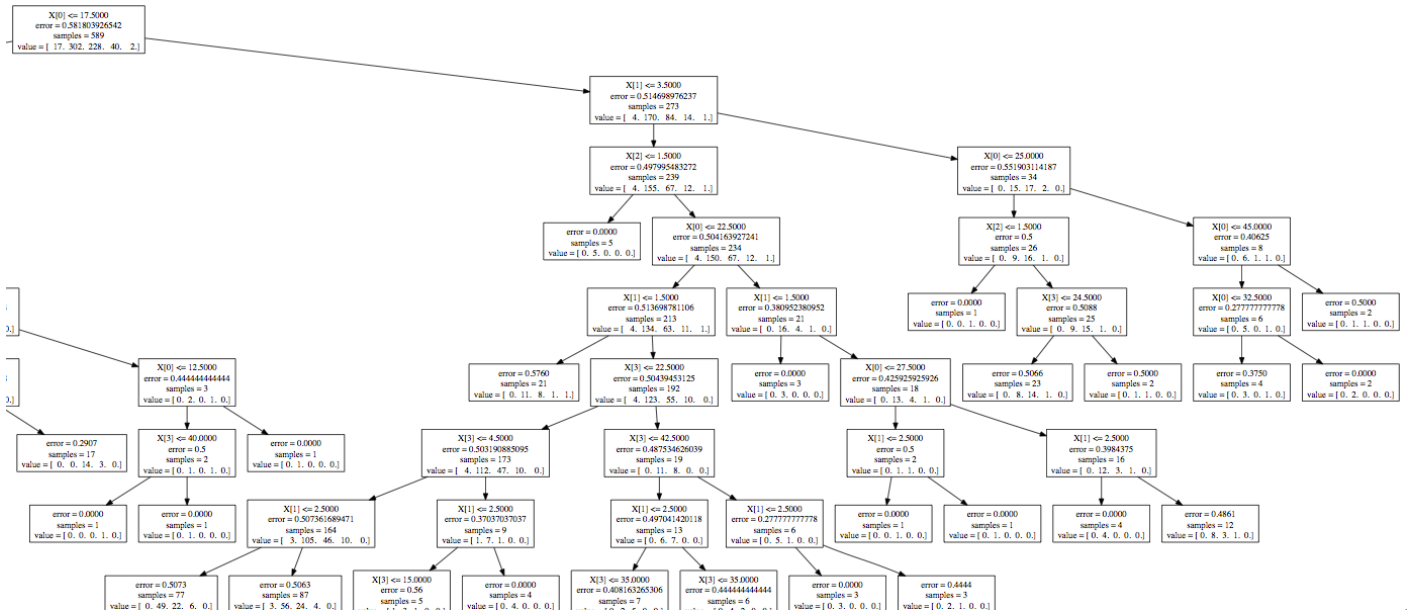 X[0] <= 17.5000
error = 0.581803926542
samples = 589
value = [ 17. 302. 228. 40. 2.]
X[1] <= 3.5000
error = 0.514698976237
samples = 273
value = [ 4. 170. 84. 14. 1.]
X[2] <= 1.5000
error = 0.497995483272
samples = 239
value = [ 4. 155. 67. 12. 1.]
X[0] <= 25.0000
error = 0.551903114187
samples = 34
value = [ 0. 15. 17. 2. 0.]
error = 0.0000
samples = 5
value = [ 0. 5. 0. 0. 0.]
X[0] <= 22.5000
error = 0.504163927241
samples = 234
value = [ 4. 150. 67. 12. 1.]
X[2] <= 1.5000
error = 0.5
samples = 26
value = [ 0. 9. 16. 1. 0.]
X[0] <= 45.0000
error = 0.40625
samples = 8
value = [ 0. 6. 1. 1. 0.]
0.]
X[1] <= 1.5000
error = 0.513698781106
samples = 213
value = [ 4. 134. 63. 11. 1.]
X[1] <= 1.5000
error = 0.380952380952
samples = 21
value = [ 0. 16. 4. 1. 0.]
error = 0.0000
samples = 1
value = [ 0. 0. 1. 0. 0.]
X[3] <= 24.5000
error = 0.5088
samples = 25
value = [ 0. 9. 15. 1. 0.]
X[0] <= 32.5000
error = 0.277777777778
samples = 6
value = [ 0. 5. 0. 1. 0.]
error = 0.5000
samples = 2
value = [ 0. 1. 1. 0. 0.]
0.]
X[0] <= 12.5000
error = 0.444444444444
samples = 3
value = [ 0. 2. 0. 1. 0.]
error = 0.5760
samples = 21
value = [ 0. 11. 8. 1. 1.]
X[3] <= 22.5000
error = 0.50439453125
samples = 192
value = [ 4. 123. 55. 10. 0.]
error = 0.0000
samples = 3
value = [ 0. 3. 0. 0. 0.]
X[0] <= 27.5000
error = 0.425925925926
samples = 18
value = [ 0. 13. 4. 1. 0.]
error = 0.5066
samples = 23
value = [ 0. 8. 14. 1. 0.]
error = 0.5000
samples = 2
value = [ 0. 1. 1. 0. 0.]
error = 0.3750
samples = 4
value = [ 0. 3. 0. 1. 0.]
error = 0.0000
samples = 2
value = [ 0. 2. 0. 0. 0.]
error = 0.2907
samples = 17
value = [ 0. 0. 14. 3. 0.]
X[3] <= 40.0000
error = 0.5
samples = 2
value = [ 0. 1. 0. 1. 0.]
error = 0.0000
samples = 1
value = [ 0. 1. 0. 0. 0.]
X[3] <= 4.5000
error = 0.503190885095
samples = 173
value = [ 4. 112. 47. 10. 0.]
X[3] <= 42.5000
error = 0.487534626039
samples = 19
value = [ 0. 11. 8. 0. 0.]
X[1] <= 2.5000
error = 0.5
samples = 2
value = [ 0. 1. 1. 0. 0.]
X[1] <= 2.5000
error = 0.3984375
samples = 16
value = [ 0. 12. 3. 1. 0.]
error = 0.0000
samples = 1
value = [ 0. 0. 0. 1. 0.]
error = 0.0000
samples = 1
value = [ 0. 1. 0. 0. 0.]
X[1] <= 2.5000
error = 0.507361689471
samples = 164
value = [ 3. 105. 46. 10. 0.]
X[1] <= 2.5000
error = 0.37037037037
samples = 9
value = [ 1. 7. 1. 0. 0.]
X[1] <= 2.5000
error = 0.497041420118
samples = 13
value = [ 0. 6. 7. 0. 0.]
X[1] <= 2.5000
error = 0.277777777778
samples = 6
value = [ 0. 5. 1. 0. 0.]
error = 0.0000
samples = 1
value = [ 0. 0. 1. 0. 0.]
error = 0.0000
samples = 1
value = [ 0. 1. 0. 0. 0.]
error = 0.0000
samples = 4
value = [ 0. 4. 0. 0. 0.]
error = 0.4861
samples = 12
value = [ 0. 8. 3. 1. 0.]
error = 0.5073
samples = 77
value = [ 0. 49. 22. 6. 0.]
error = 0.5063
samples = 87
value = [ 3. 56. 24. 4. 0.]
X[3] <= 15.0000
error = 0.56
samples = 5
error = 0.0000
samples = 4
value = [ 0. 4. 0. 0. 0.]
X[3] <= 35.0000
error = 0.408163265306
samples = 7
X[3] <= 35.0000
error = 0.444444444444
samples = 6
error = 0.0000
samples = 3
value = [ 0. 3. 0. 0. 0.]
error = 0.4444
samples = 3
value = [ 0. 2. 1. 0. 0.]